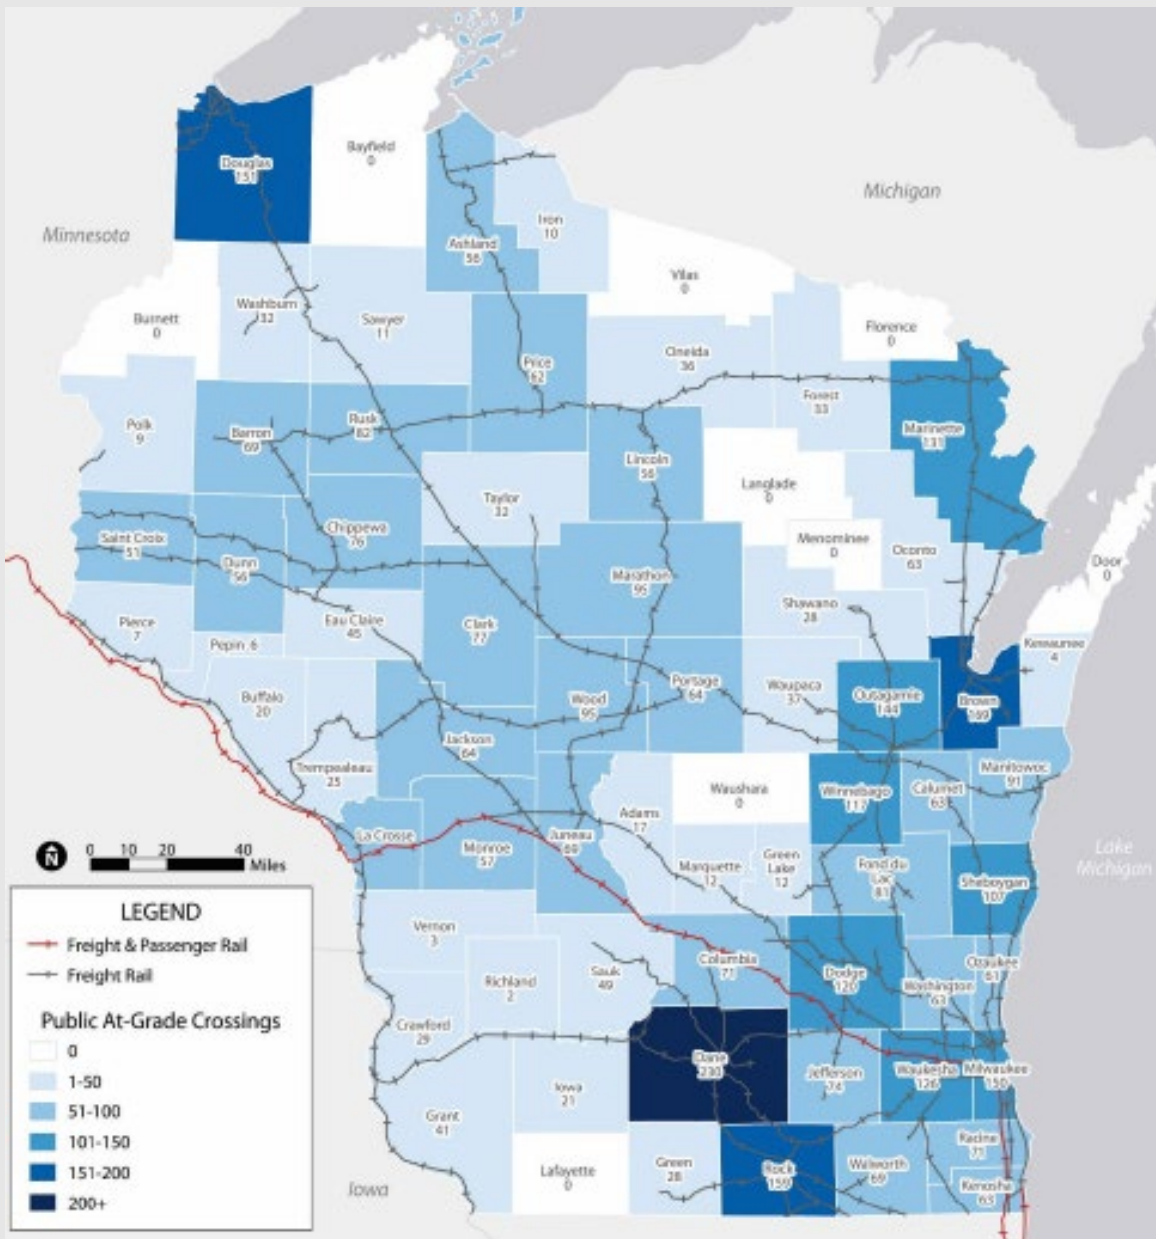 Bayfield
0
Douglas
151
Michigan
Minnesota
Iron
10
Ashland
56
Vilas
0
Washburn
32
Burnett
0
Sawyer
11
Florence
0
Oneida
36
Price
62
Forest
33
Polk
9
Rusk
82
Barron
69
Marinette
131
Lincoln
56
Langlade
0
Taylor
32
Chippewa
76
Saint Croix
51
Menominee
0
Oconto
63
Door
0
Dunn
56
Marathon
95
Shawano
28
Eau Claire
45
Pierce
7
Clark
77
Pepin 6
Kewaunee
4
Buffalo
20
Wood
95
Portage
64
Waupaca
37
Outagamie
144
Brown
169
Jackson
64
Trempealeau
25
Manitowoc
91
Waushara
0
Winnebago
117
Calumet
63
Adams
17
La Crosse
Monroe
57
Juneau
69
Marquette
12
Green
Lake
12
Fond du
Lac
81
Sheboygan
107
Lake
Michigan
N
0 10 20 40
Miles
Vernon
3
Richland
2
Sauk
49
Columbia
71
Dodge
120
Washington
63
Ozaukee
61
Crawford
29
Dane
230
Jefferson
74
Waukesha
126
Milwaukee
150
Iowa
21
Grant
41
Lafayette
0
Green
28
Rock
159
Walworth
69
Racine
71
Kenosha
63
Iowa
LEGEND
Freight & Passenger Rail
Freight Rail
Public At-Grade Crossings
0
1-50
51-100
101-150
151-200
200+